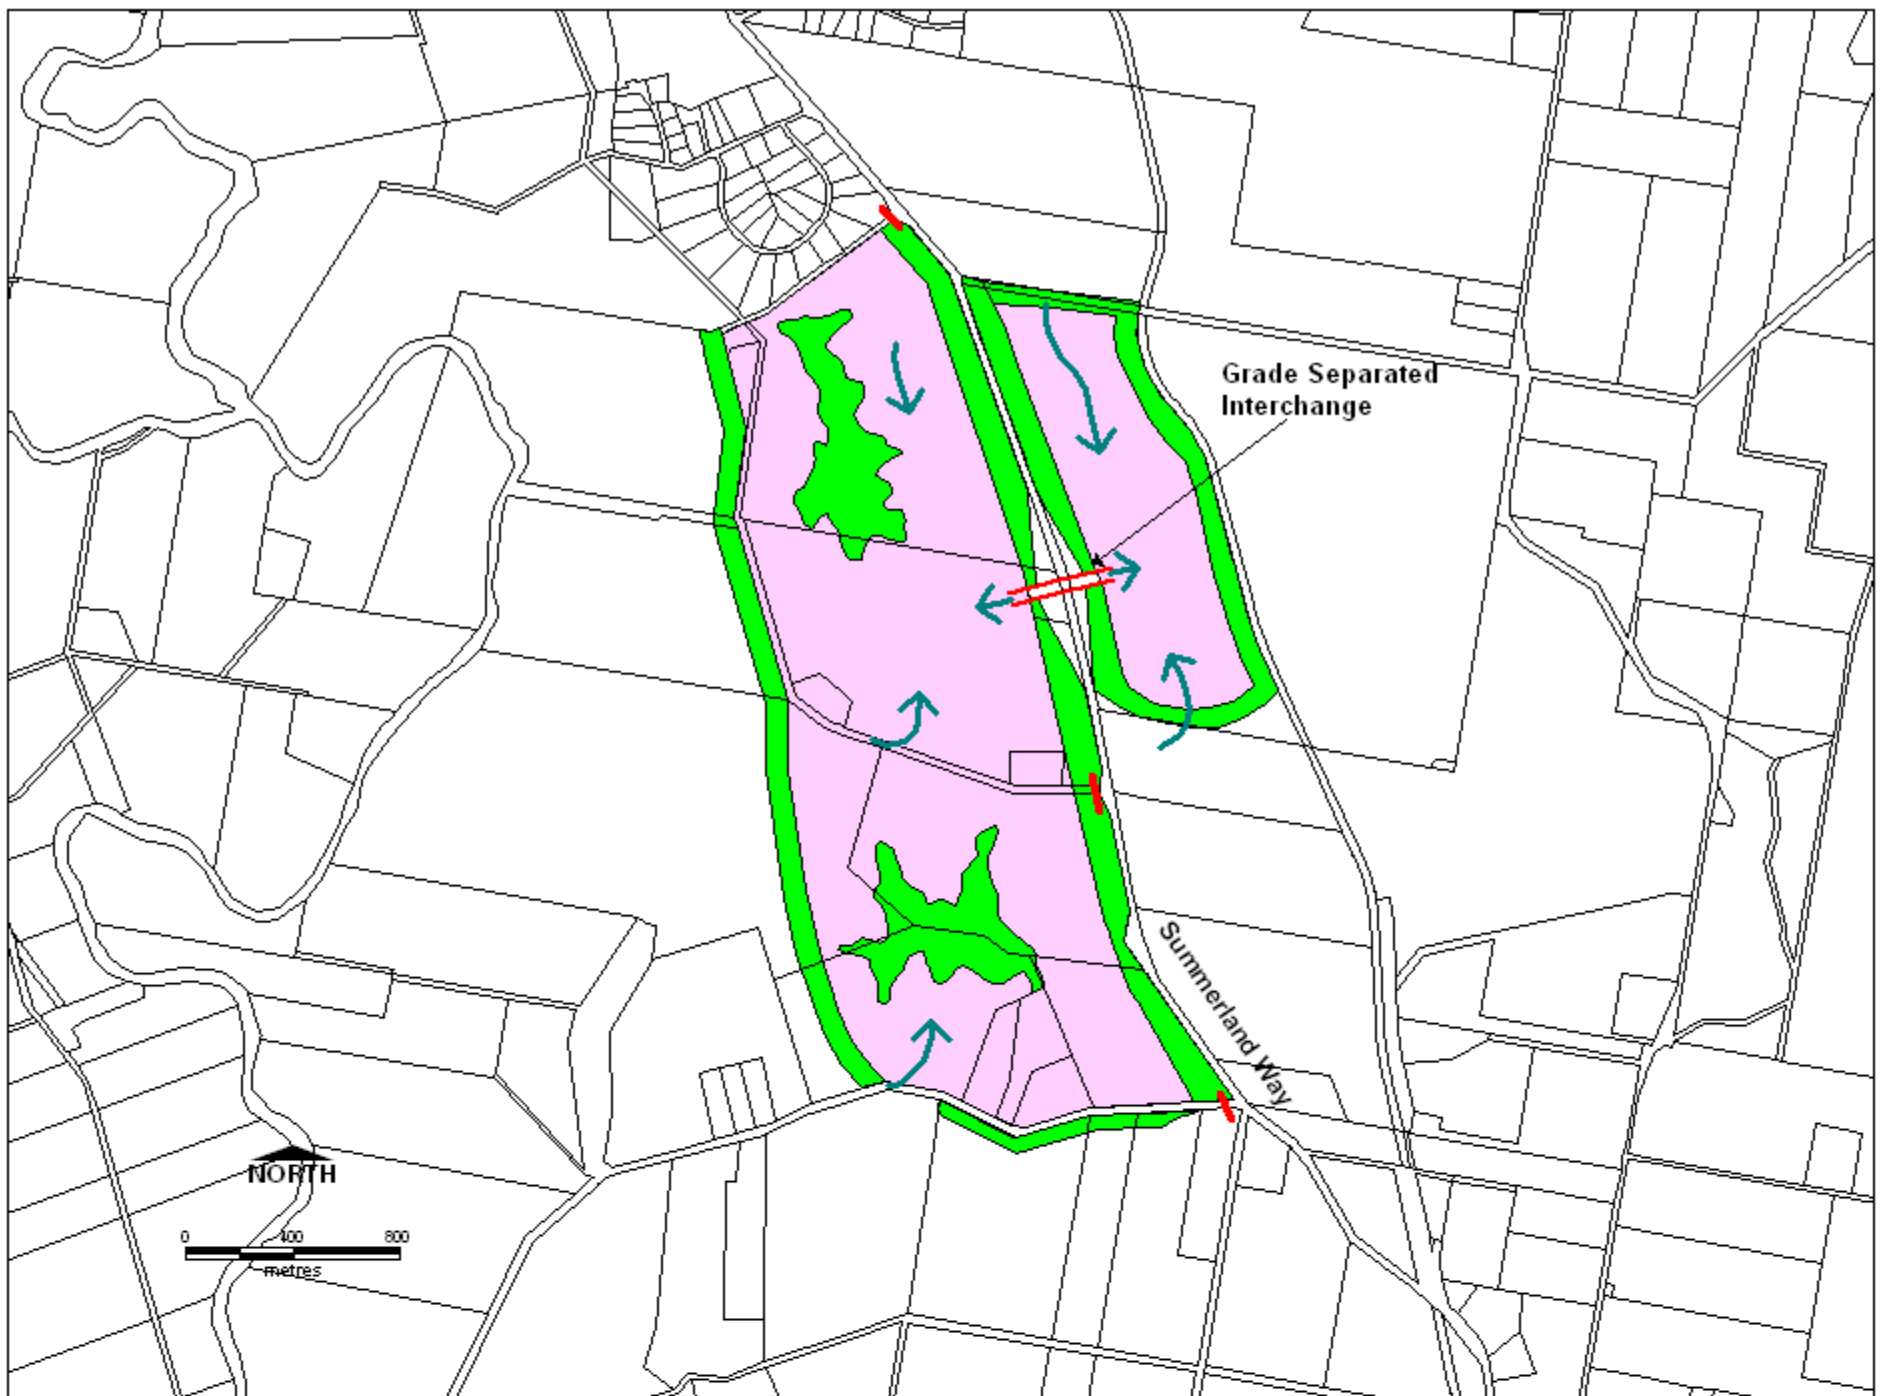 Grade Separated
Interchange
Summerland Way
NORTH
0 400 800
metres